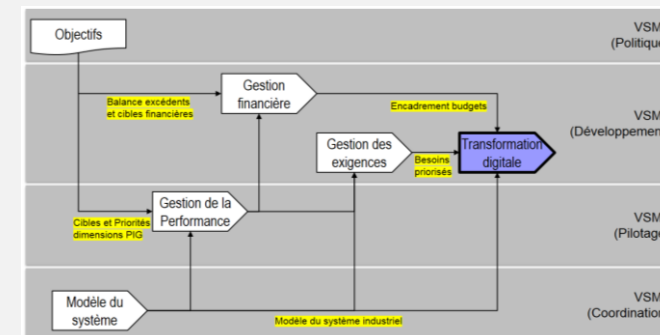 Objectifs
VSM
(Politique
Balance excédents
et cibles financières
Gestion
financière
Encadrement budgets
VSM
(Développement
Gestion des
exigences
Besoins
priorisés
Transformation
digitale
Cibles et Priorités
dimensions PIG
Gestion de la
Performance
VSM
(Pilotage
Modèle du
système
Modèle du système industriel
VSM
(Coordination